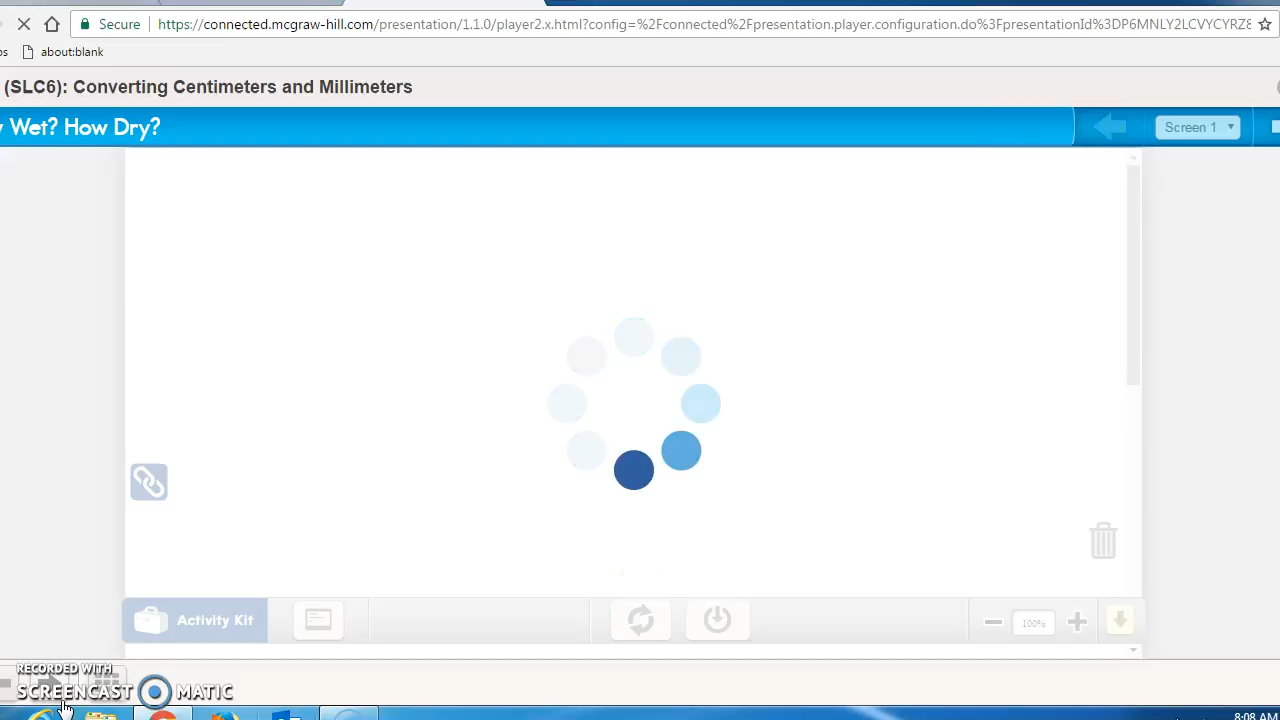 Secure
https://connected.mcgraw-hill.com/presentation/1.1.0/player2.x.html?config=%2Fconnected%2Fpresentation.player.configuration.do%3FpresentationId%3DP6MNLY2LCVYCYRZ8
os about:blank
(SLC6): Converting Centimeters and Millimeters
Wet? How Dry?
Screen 1
Activity Kit
100%
RECORDED WITH
SCREENCAST MATIC
8:08 AM